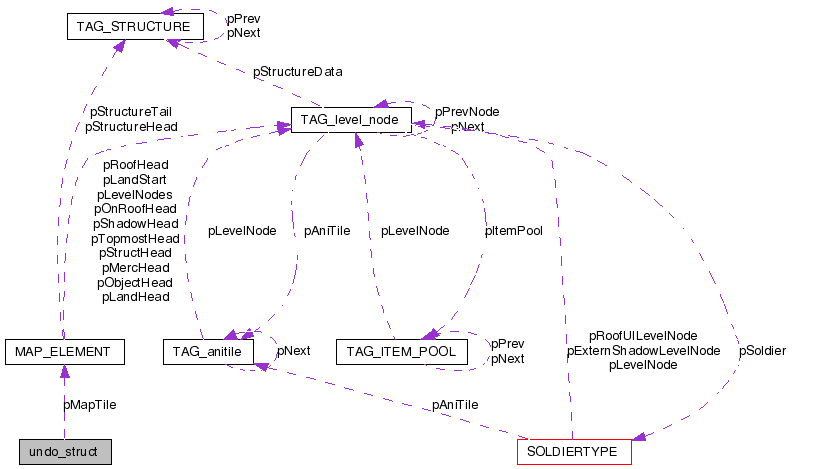 TAG_STRUCTURE
pPrev
pNext
pStructureData
TAG_level_node
pPrevNode
pNext
pStructureTail
pStructureHead
pRoofHead
pLandStart
pLevelNodes
pOnRoofHead
pShadowHead
pTopmostHead
pStructHead
pMercHead
pObjectHead
pLandHead
pLevelNode
pAniTile
pLevelNode
pItemPool
pRoofUILevelNode
pExternShadowLevelNode
pLevelNode
pSoldier
MAP_ELEMENT
TAG_anitile
pNext
TAG_ITEM_POOL
pPrev
pNext
pMapTile
pAniTile
undo_struct
SOLDIERTYPE